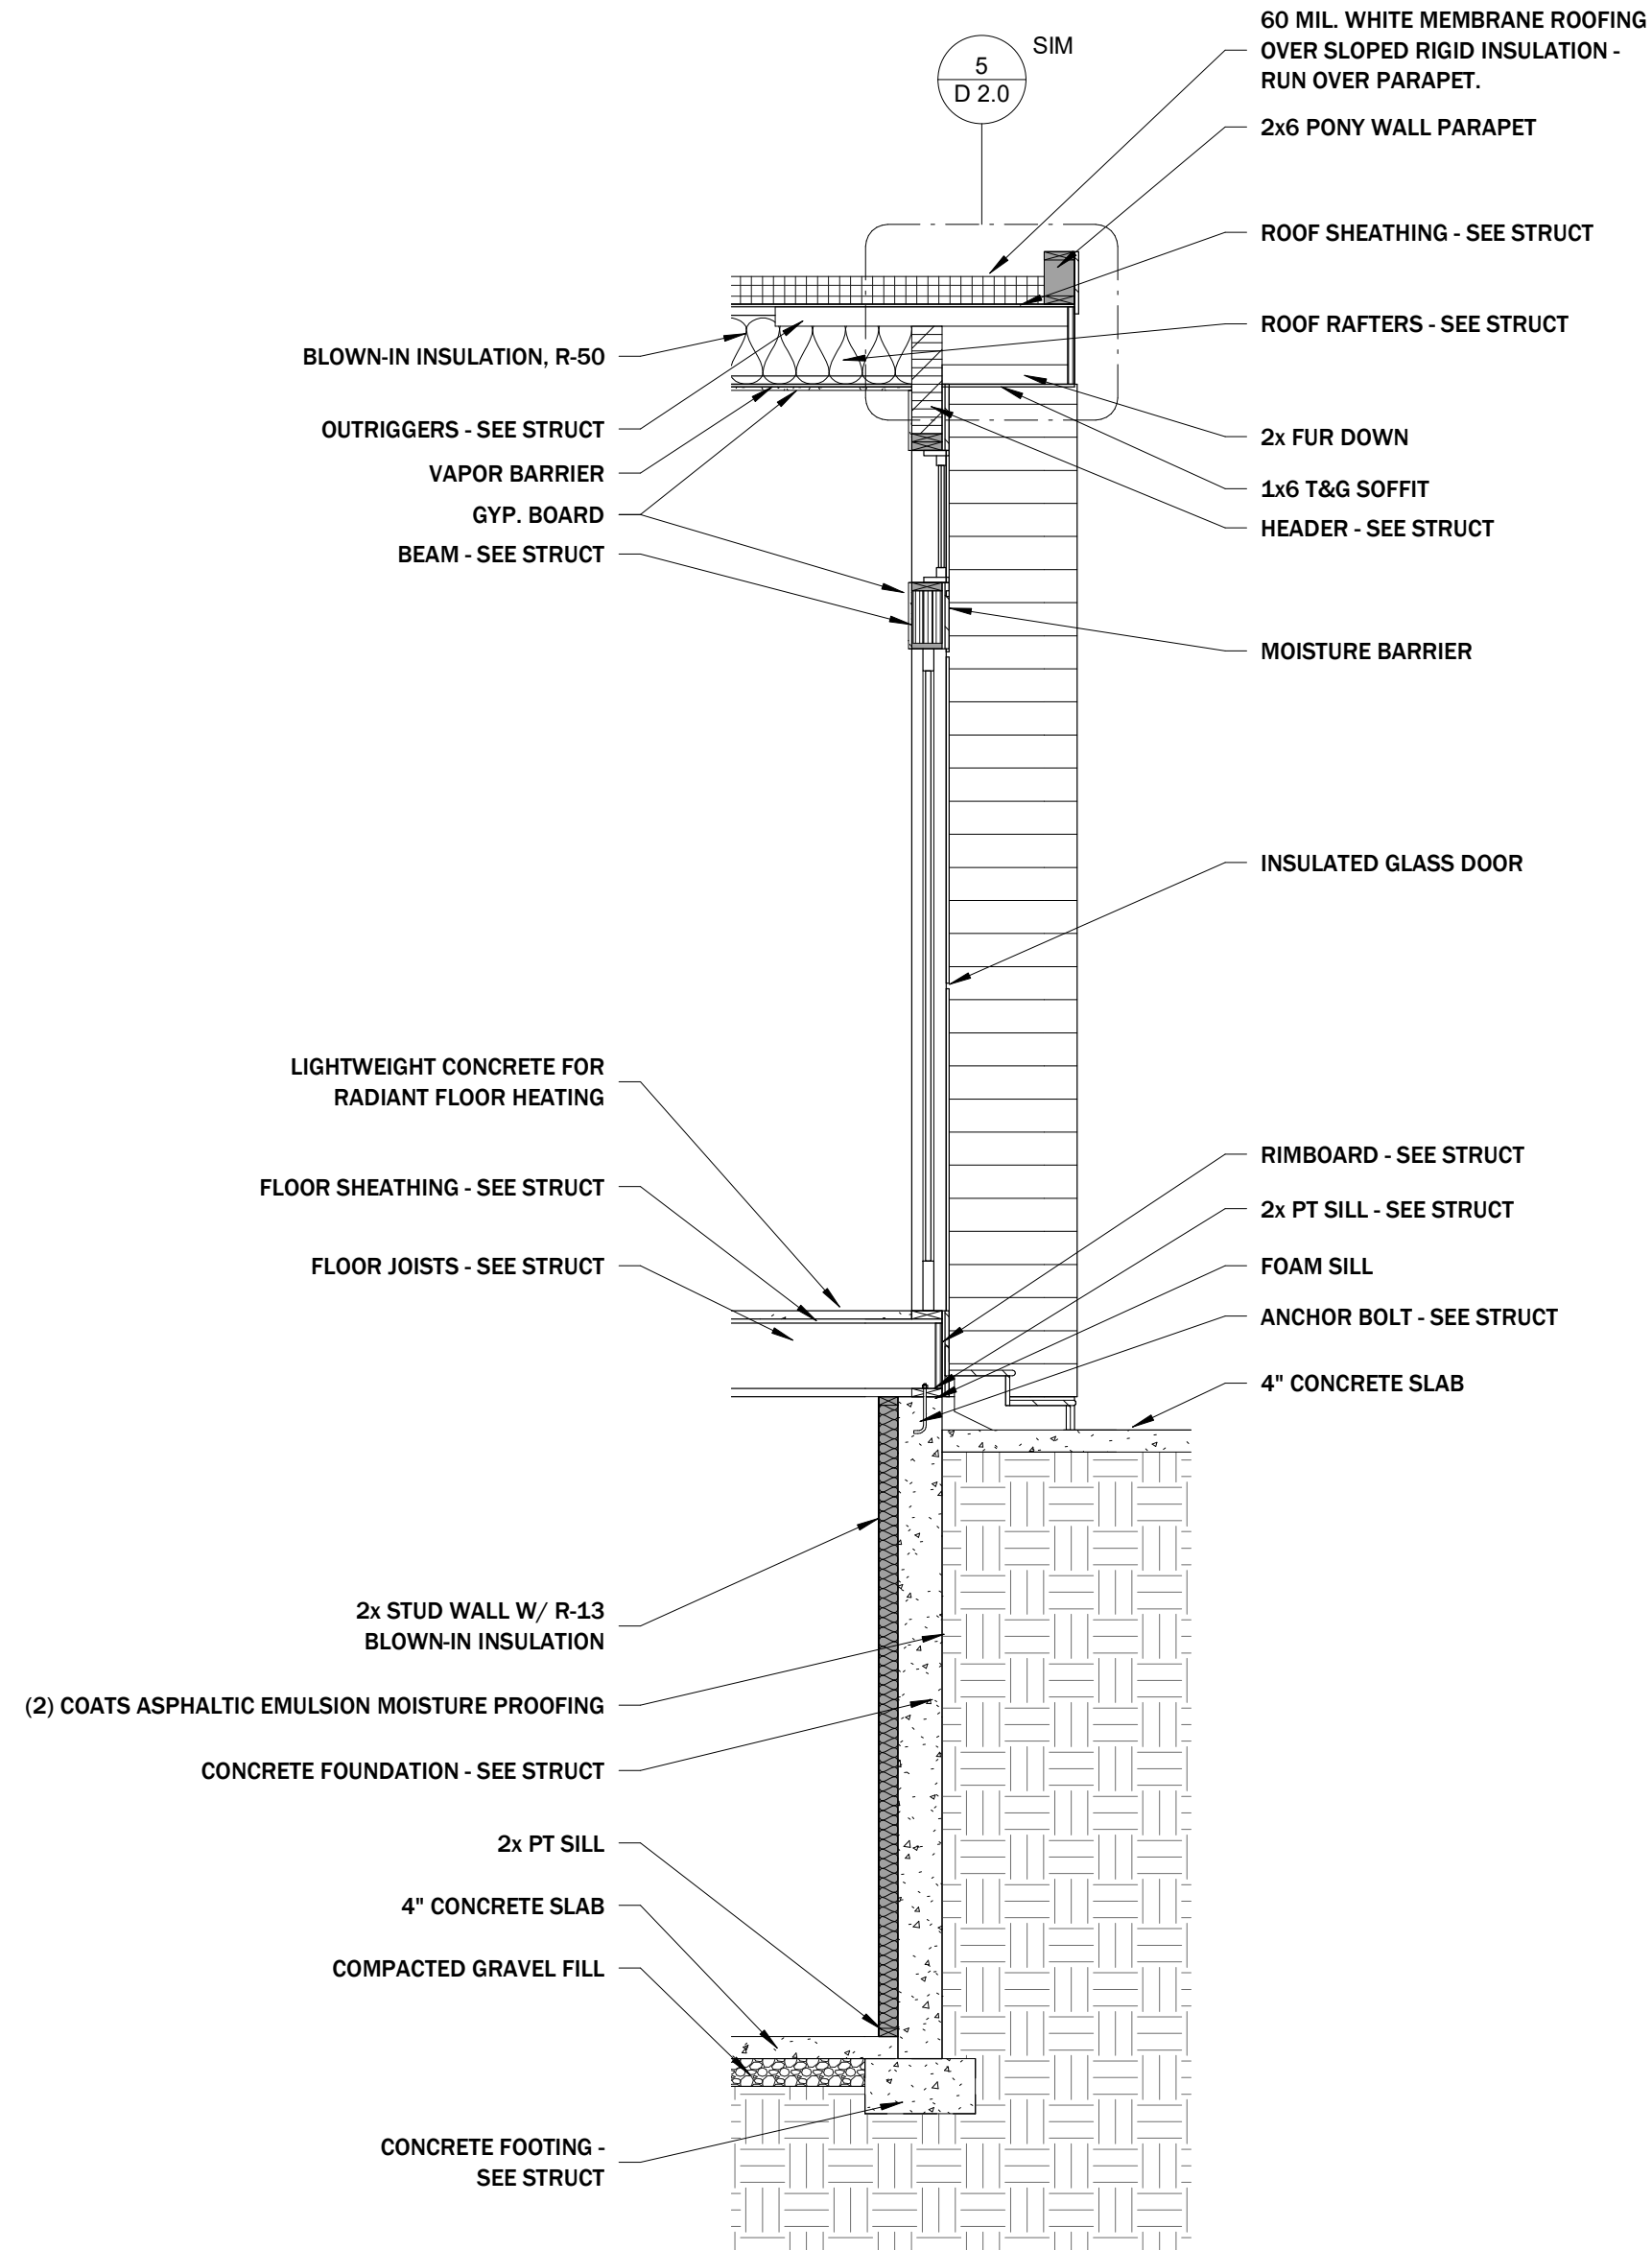 SIM
5
D 2.0
60 MIL. WHITE MEMBRANE ROOFING
OVER SLOPED RIGID INSULATION -
RUN OVER PARAPET.
2x6 PONY WALL PARAPET
ROOF SHEATHING - SEE STRUCT
ROOF RAFTERS - SEE STRUCT
2x FUR DOWN
1x6 T&G SOFFIT
HEADER - SEE STRUCT
MOISTURE BARRIER
INSULATED GLASS DOOR
RIMBOARD - SEE STRUCT
2x PT SILL - SEE STRUCT
FOAM SILL
ANCHOR BOLT - SEE STRUCT
4" CONCRETE SLAB
BLOWN-IN INSULATION, R-50
OUTRIGGERS - SEE STRUCT
VAPOR BARRIER
GYP. BOARD
BEAM - SEE STRUCT
LIGHTWEIGHT CONCRETE FOR
RADIANT FLOOR HEATING
FLOOR SHEATHING - SEE STRUCT
FLOOR JOISTS - SEE STRUCT
2x STUD WALL W/ R-13
BLOWN-IN INSULATION
(2) COATS ASPHALTIC EMULSION MOISTURE PROOFING
CONCRETE FOUNDATION - SEE STRUCT
2x PT SILL
4" CONCRETE SLAB
COMPACTED GRAVEL FILL
CONCRETE FOOTING -
SEE STRUCT